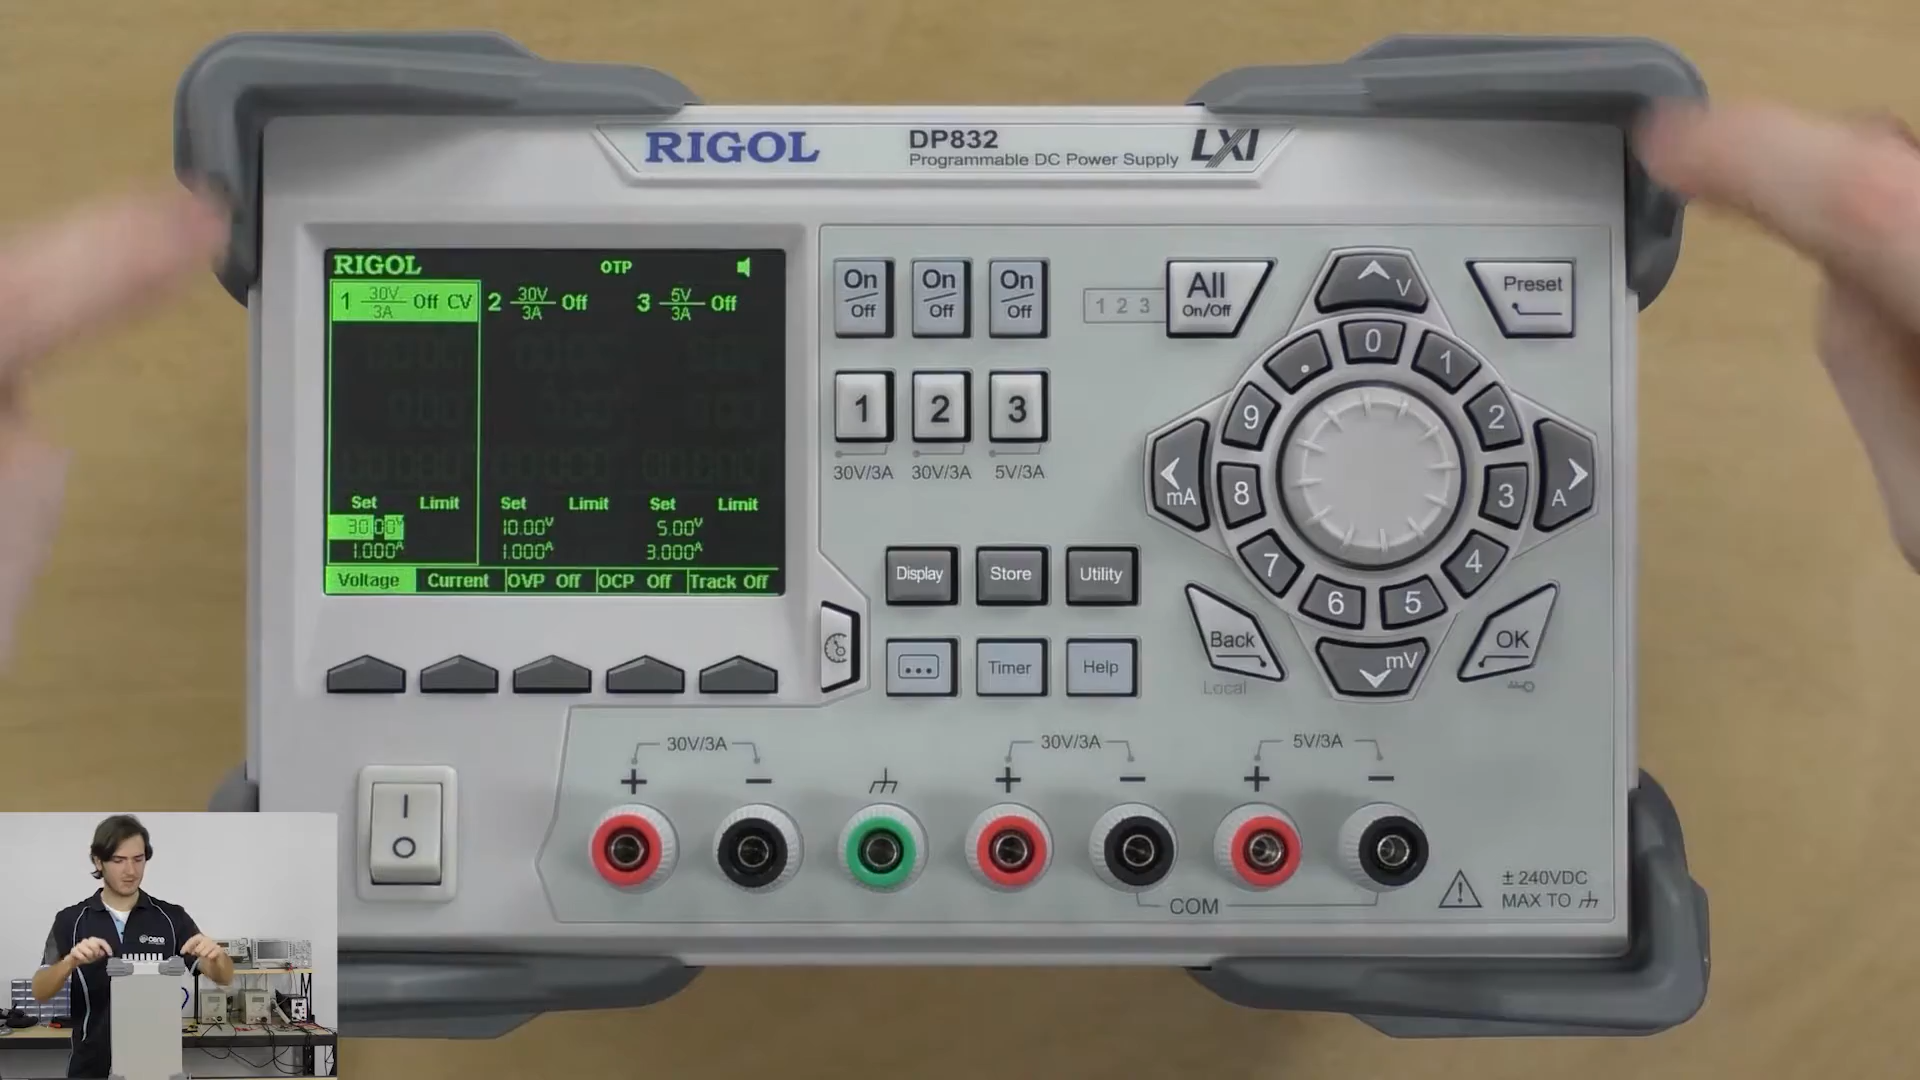 RIGOL DP832 LXI
Programmable DC Power Supply
RIGOL OTP
1 30V/3A Off CV 2 30V/3A Off 3 5V/3A Off
Set Limit Set Limit Set Limit
30.00V 10.00V 5.00V
1.000A 1.000A 3.000A
Voltage Current OVP Off OCP Off Track Off
On/Off On/Off On/Off
1 2 3
All On/Off
Preset
1 2 3
30V/3A 30V/3A 5V/3A
V
0
1
2
3
4
5
6
7
8
9
.
mA
A
mV
Display Store Utility
... Timer Help
Back
Local
OK
30V/3A 30V/3A 5V/3A
+ − + − + −
I
O
COM
± 240VDC
MAX TO